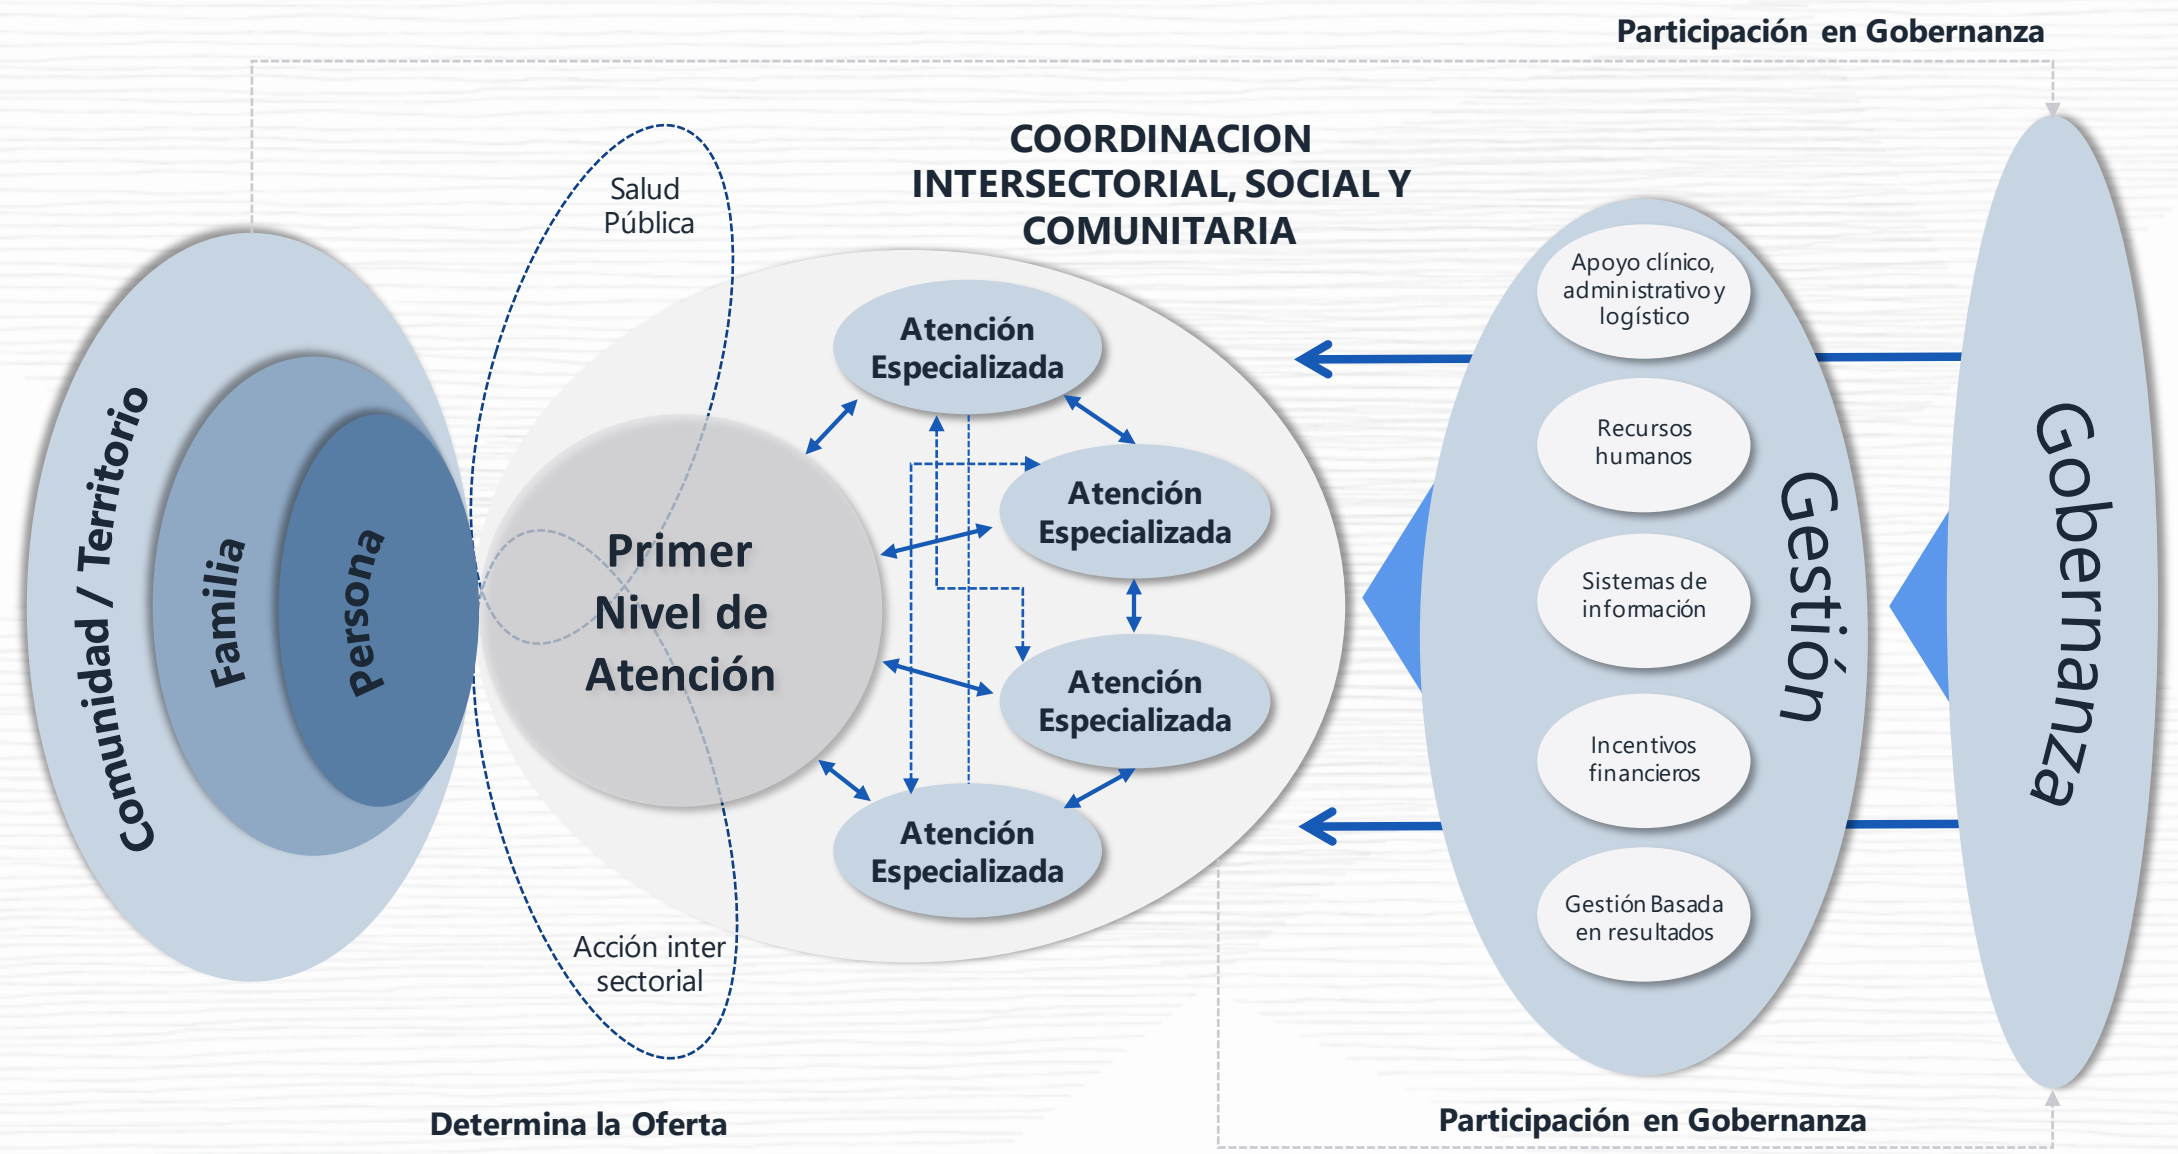 Participación en Gobernanza
COORDINACION
INTERSECTORIAL, SOCIAL Y
COMUNITARIA
Salud
Pública
Comunidad / Territorio
Familia
Persona
Primer
Nivel de
Atención
Atención
Especializada
Atención
Especializada
Atención
Especializada
Atención
Especializada
Acción inter
sectorial
Apoyo clínico,
administrativo y
logístico
Recursos
humanos
Sistemas de
información
Incentivos
financieros
Gestión Basada
en resultados
Gestión
Gobernanza
Determina la Oferta
Participación en Gobernanza